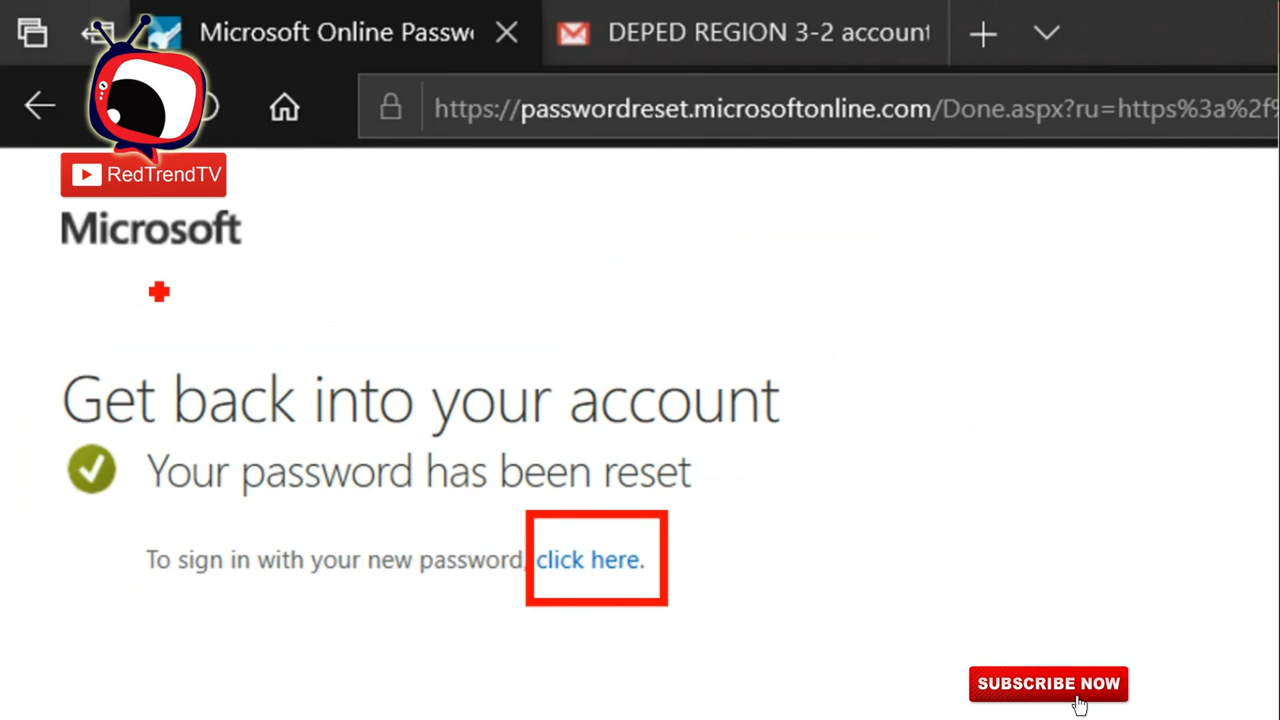 Microsoft Online Passw
DEPED REGION 3-2 account
https://passwordreset.microsoftonline.com/Done.aspx?ru=https%3a%2f%
RedTrendTV
Microsoft
Get back into your account
Your password has been reset
To sign in with your new password, click here.
SUBSCRIBE NOW